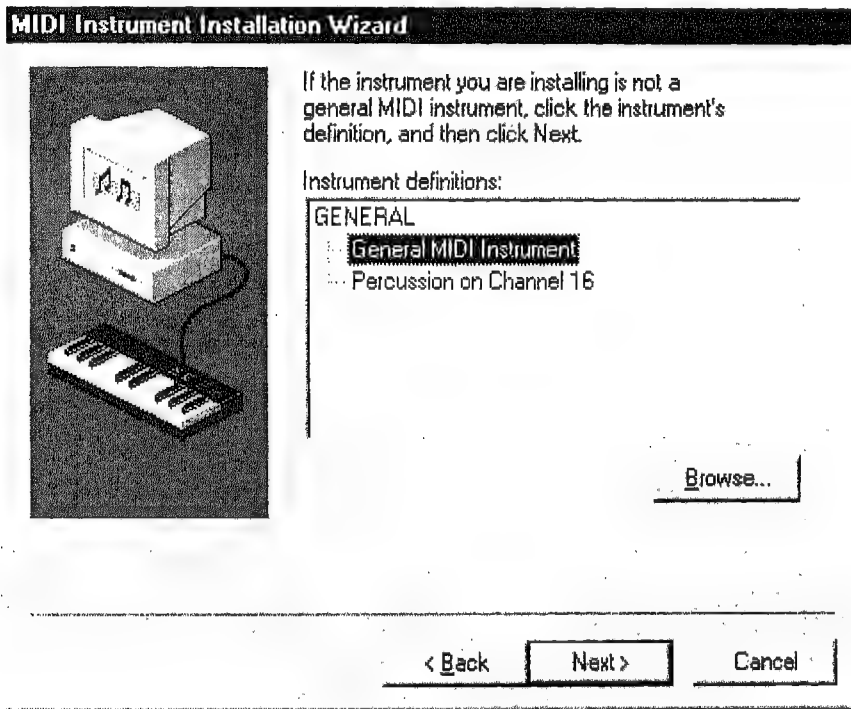 MIDI Instrument Installation Wizard
If the instrument you are installing is not a
general MIDI instrument, click the instrument's
definition, and then click Next.
Instrument definitions:
GENERAL
General MIDI Instrument
Percussion on Channel 16
Browse...
< Back Next > Cancel